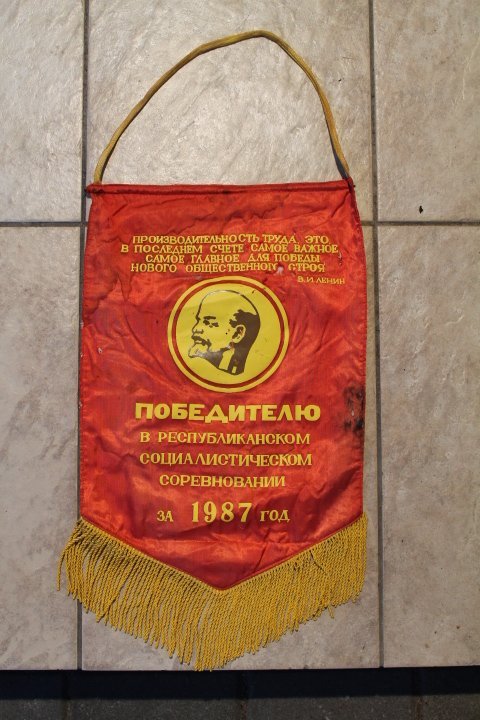 ПРОИЗВОДИТЕЛЬНОСТЬ ТРУДА, ЭТО,
В ПОСЛЕДНЕМ СЧЕТЕ САМОЕ ВАЖНОЕ,
САМОЕ ГЛАВНОЕ ДЛЯ ПОБЕДЫ
НОВОГО ОБЩЕСТВЕННОГО СТРОЯ
В.И.ЛЕНИН
ПОБЕДИТЕЛЮ
В РЕСПУБЛИКАНСКОМ
СОЦИАЛИСТИЧЕСКОМ
СОРЕВНОВАНИИ
ЗА 1987 ГОД